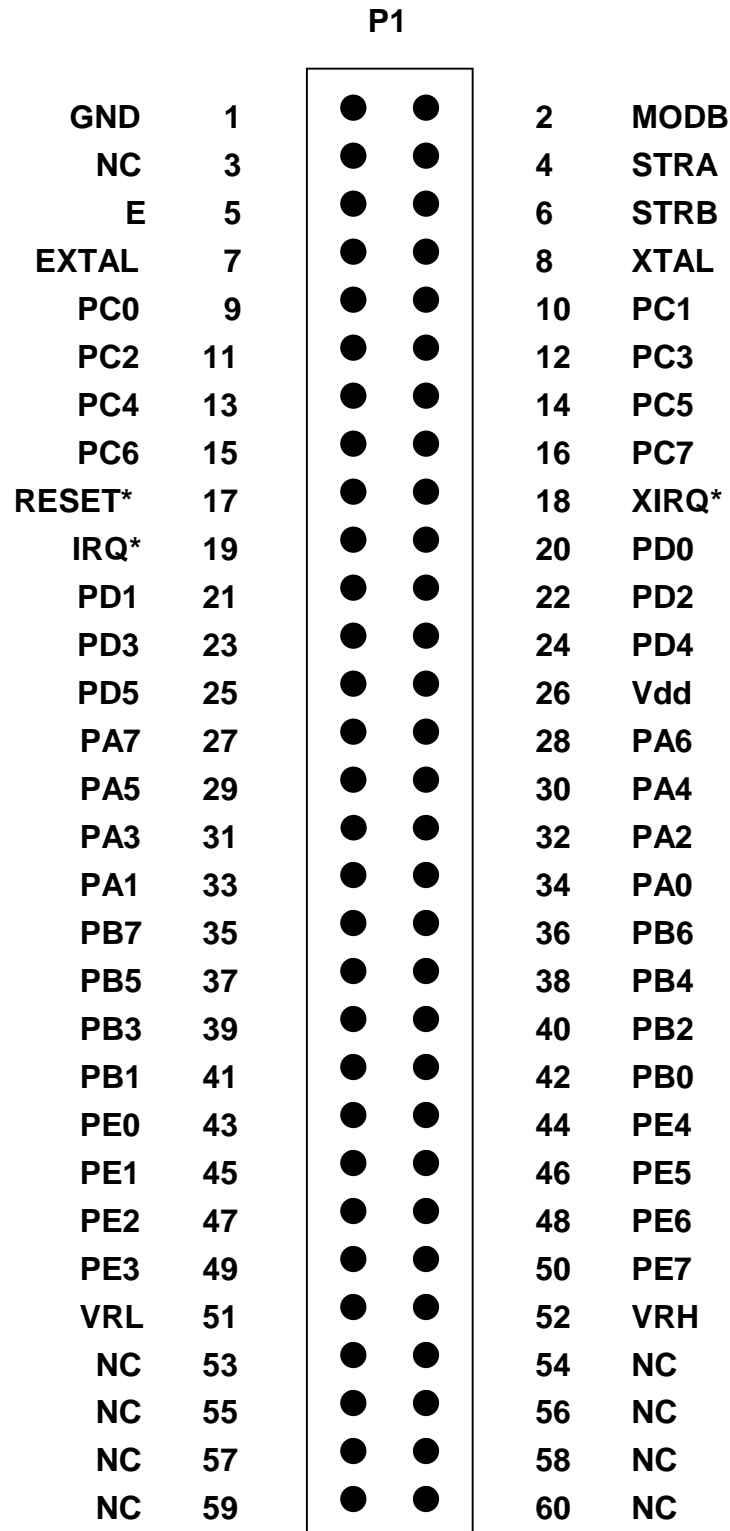 P1
GND 1 2 MODB
NC 3 4 STRA
E 5 6 STRB
EXTAL 7 8 XTAL
PC0 9 10 PC1
PC2 11 12 PC3
PC4 13 14 PC5
PC6 15 16 PC7
RESET* 17 18 XIRQ*
IRQ* 19 20 PD0
PD1 21 22 PD2
PD3 23 24 PD4
PD5 25 26 Vdd
PA7 27 28 PA6
PA5 29 30 PA4
PA3 31 32 PA2
PA1 33 34 PA0
PB7 35 36 PB6
PB5 37 38 PB4
PB3 39 40 PB2
PB1 41 42 PB0
PE0 43 44 PE4
PE1 45 46 PE5
PE2 47 48 PE6
PE3 49 50 PE7
VRL 51 52 VRH
NC 53 54 NC
NC 55 56 NC
NC 57 58 NC
NC 59 60 NC